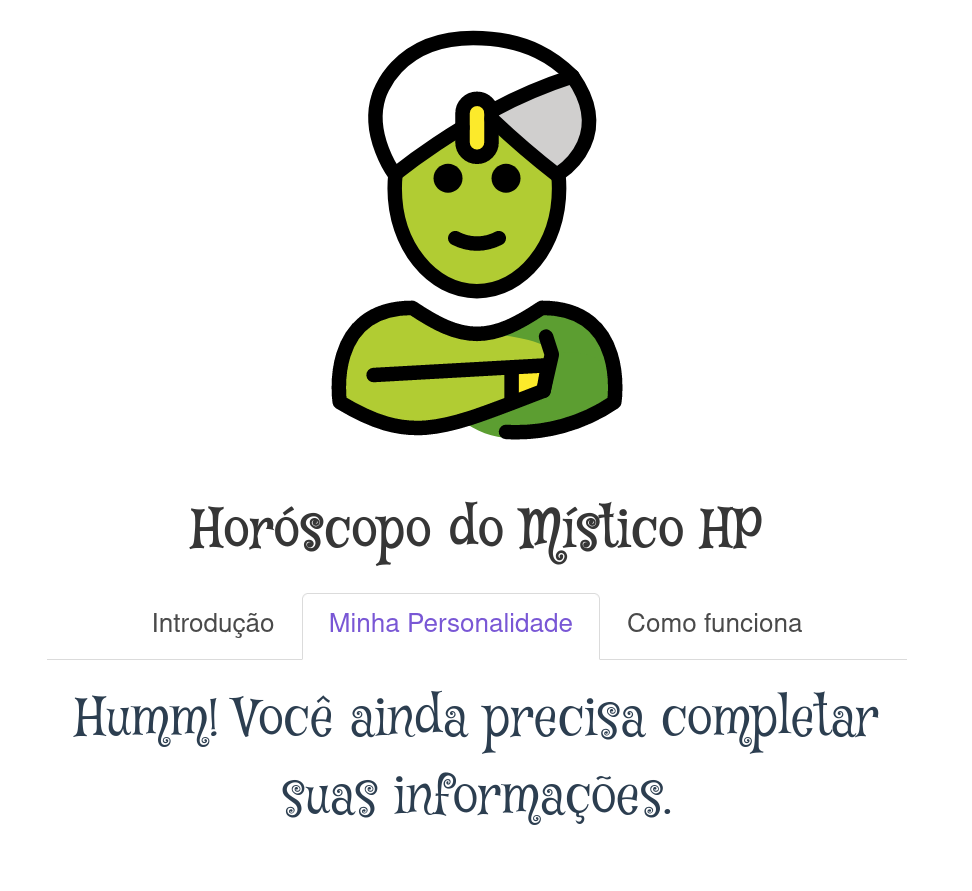 Horóscopo do Místico HP
Introdução Minha Personalidade Como funciona
Humm! Você ainda precisa completar
suas informações.